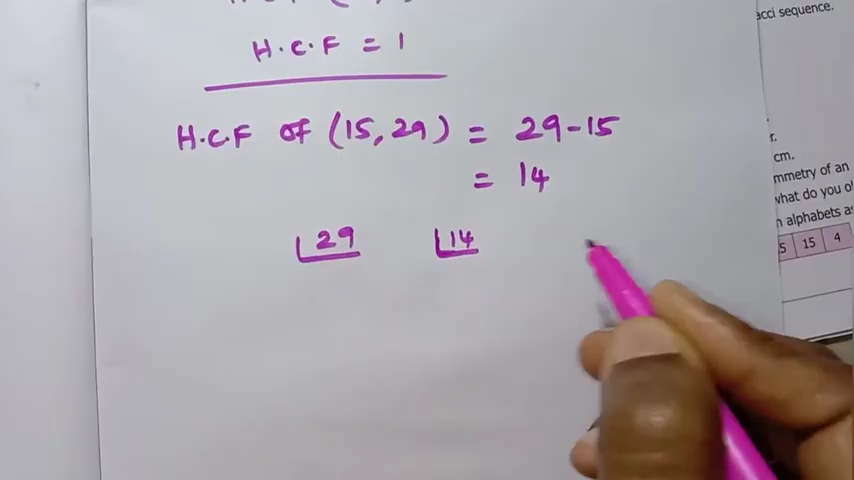 H.C.F = 1
H.C.F of (15, 29) = 29-15
= 14
29 14
acci sequence.
r.
cm.
mmetry of an
what do you o
n alphabets as
5 15 4